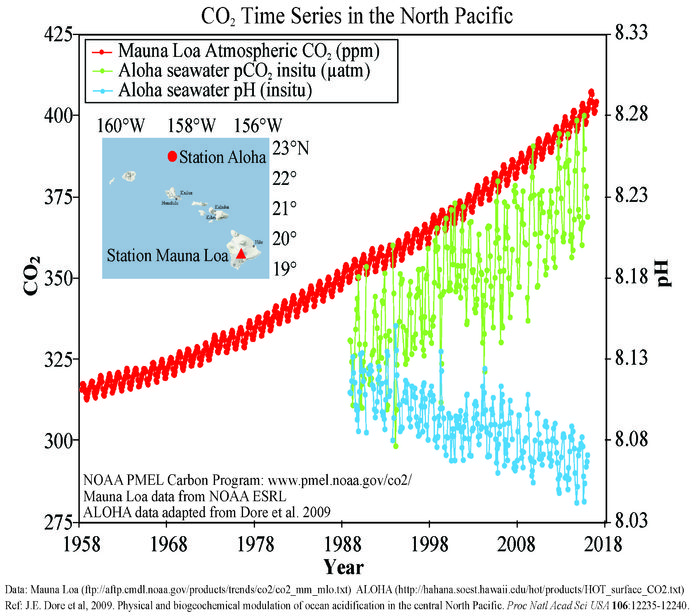 CO₂ Time Series in the North Pacific
425
400
375
350
325
300
275
CO₂
Mauna Loa Atmospheric CO₂ (ppm)
Aloha seawater pCO₂ insitu (µatm)
Aloha seawater pH (insitu)
160°W 158°W 156°W
23°N
Station Aloha
22°
21°
20°
Station Mauna Loa
19°
8.33
8.28
8.23
8.18
8.13
8.08
8.03
pH
NOAA PMEL Carbon Program: www.pmel.noaa.gov/co2/
Mauna Loa data from NOAA ESRL
ALOHA data adapted from Dore et al. 2009
1958 1968 1978 1988 1998 2008 2018
Year
Data: Mauna Loa (ftp://aftp.cmdl.noaa.gov/products/trends/co2/co2_mm_mlo.txt) ALOHA (http://hahana.soest.hawaii.edu/hot/products/HOT_surface_CO2.txt)
Ref: J.E. Dore et al, 2009. Physical and biogeochemical modulation of ocean acidification in the central North Pacific. Proc Natl Acad Sci USA 106:12235-12240.